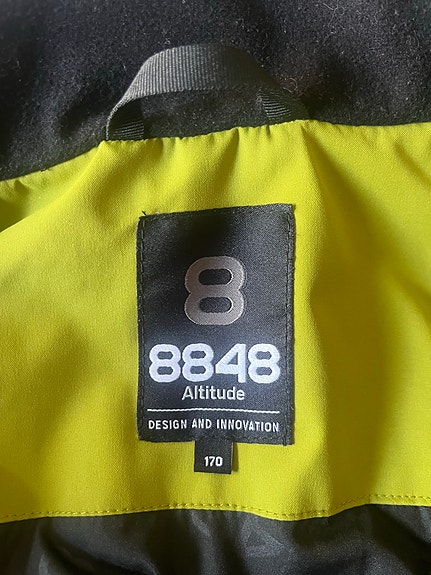 8
8848
Altitude
DESIGN AND INNOVATION
170